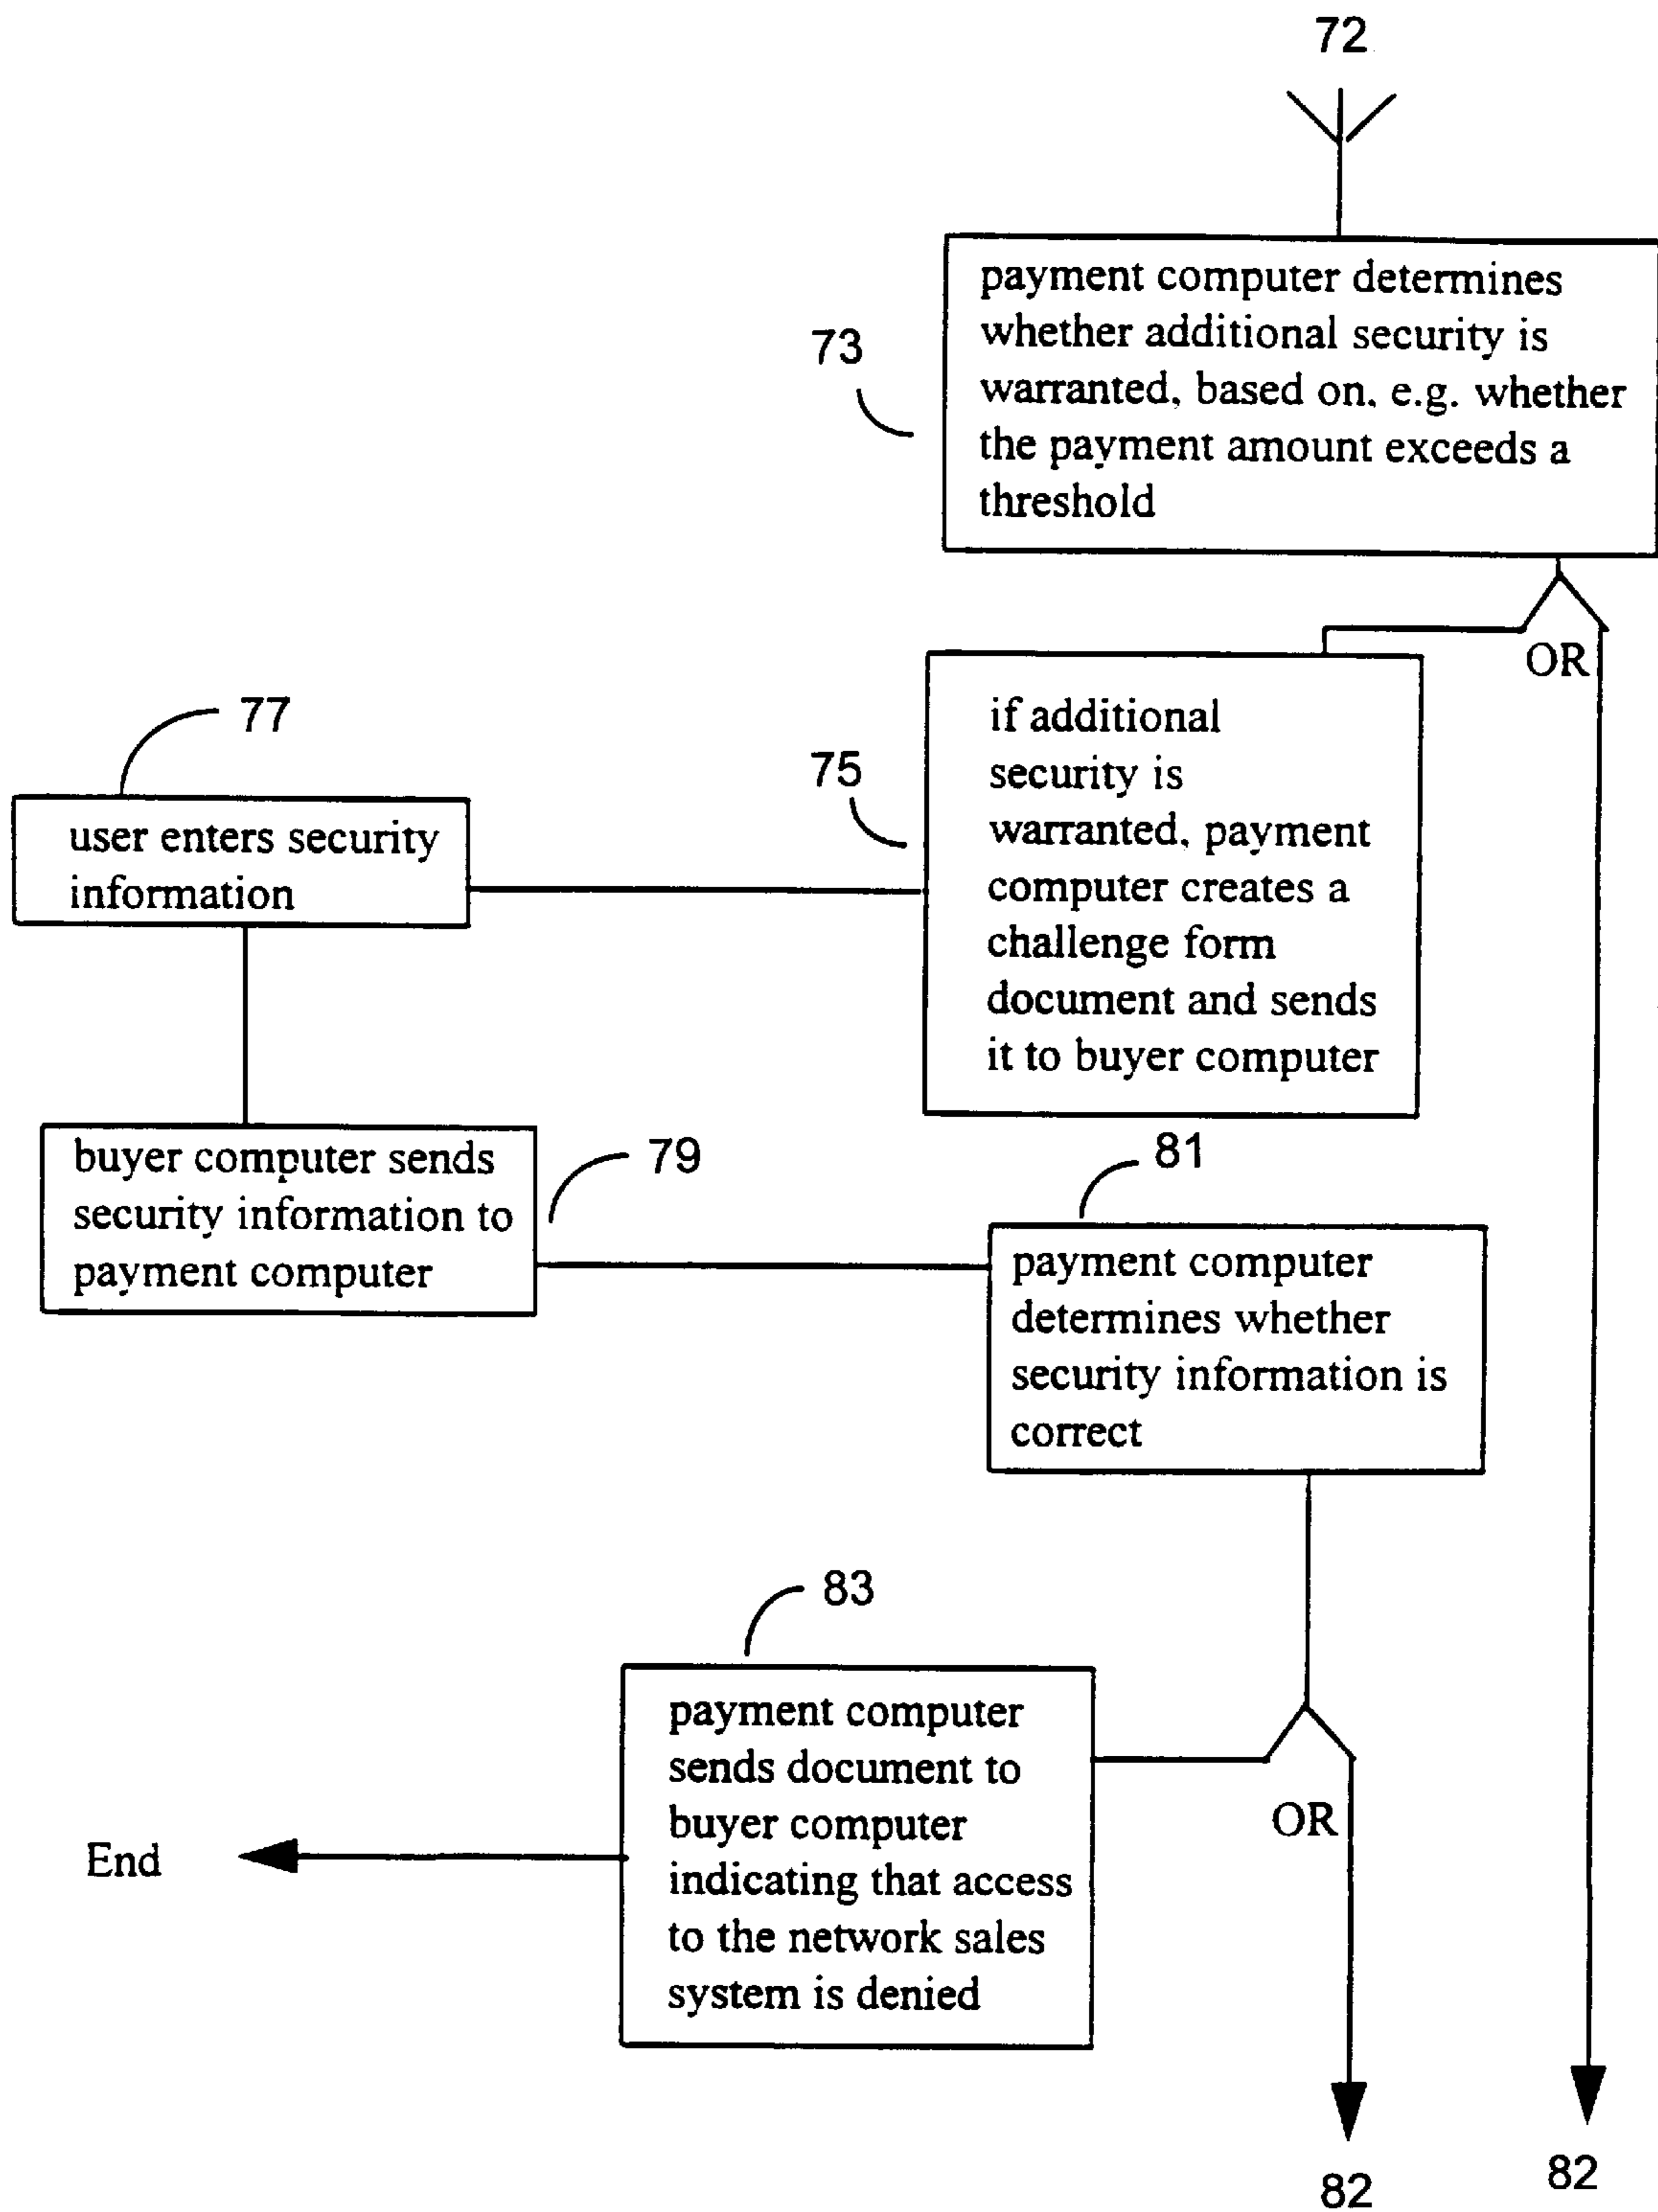 72
payment computer determines
whether additional security is
warranted, based on, e.g. whether
the payment amount exceeds a
threshold
73
OR
if additional
security is
warranted, payment
computer creates a
challenge form
document and sends
it to buyer computer
75
77
user enters security
information
buyer computer sends
security information to
payment computer
79
81
payment computer
determines whether
security information is
correct
83
payment computer
sends document to
buyer computer
indicating that access
to the network sales
system is denied
OR
End
82
82